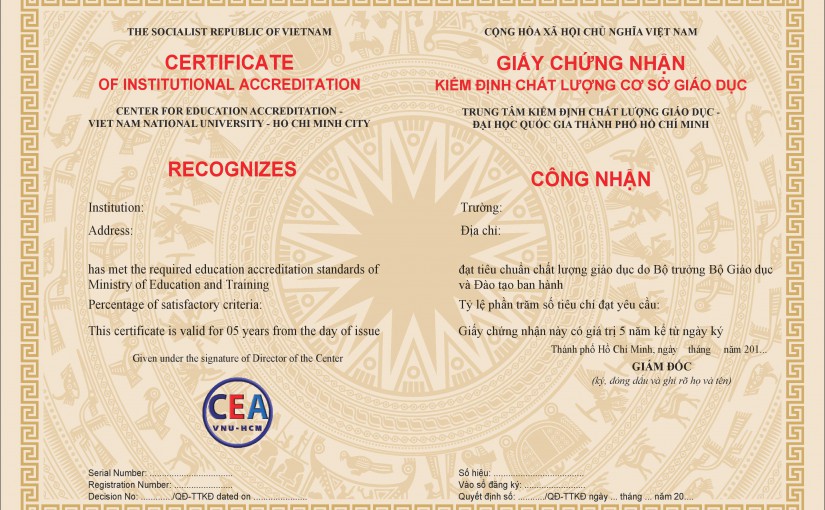 THE SOCIALIST REPUBLIC OF VIETNAM
CERTIFICATE
OF INSTITUTIONAL ACCREDITATION
CENTER FOR EDUCATION ACCREDITATION -
VIET NAM NATIONAL UNIVERSITY - HO CHI MINH CITY
RECOGNIZES
Institution:
Address:
has met the required education accreditation standards of
Ministry of Education and Training
Percentage of satisfactory criteria:
This certificate is valid for 05 years from the day of issue
Given under the signature of Director of the Center
CEA
VNU-HCM
Serial Number: ................................
Registration Number: ......................
Decision No: ............/QĐ-TTKĐ dated on .....................
CỘNG HÒA XÃ HỘI CHỦ NGHĨA VIỆT NAM
GIẤY CHỨNG NHẬN
KIỂM ĐỊNH CHẤT LƯỢNG CƠ SỞ GIÁO DỤC
TRUNG TÂM KIỂM ĐỊNH CHẤT LƯỢNG GIÁO DỤC -
ĐẠI HỌC QUỐC GIA THÀNH PHỐ HỒ CHÍ MINH
CÔNG NHẬN
Trường:
Địa chỉ:
đạt tiêu chuẩn chất lượng giáo dục do Bộ trưởng Bộ Giáo dục
và Đào tạo ban hành
Tỷ lệ phần trăm số tiêu chí đạt yêu cầu:
Giấy chứng nhận này có giá trị 5 năm kể từ ngày ký
Thành phố Hồ Chí Minh, ngày tháng năm 201...
GIÁM ĐỐC
(ký, đóng dấu và ghi rõ họ và tên)
Số hiệu: ...................................
Vào sổ đăng ký: ........................
Quyết định số: ........../QĐ-TTKĐ ngày ... tháng ... năm 20....